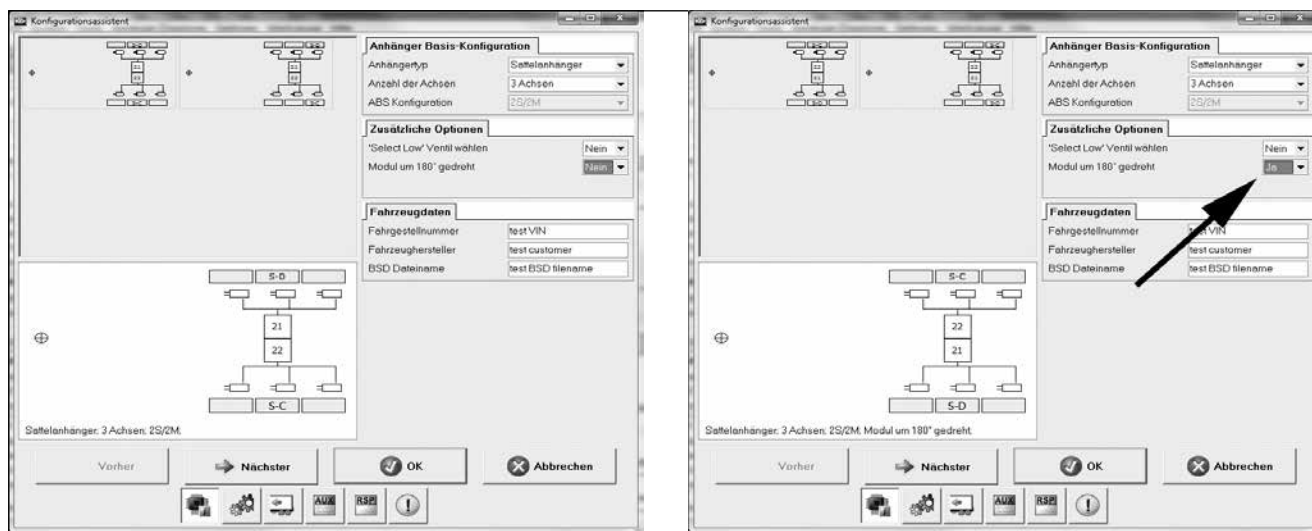 Konfigurationsassistent
Anhänger Basis-Konfiguration
Anhängertyp Sattelanhänger
Anzahl der Achsen 3 Achsen
ABS Konfiguration 2S/2M
Zusätzliche Optionen
'Select Low' Ventil wählen Nein
Modul um 180° gedreht Nein
Fahrzeugdaten
Fahrgestellnummer test VIN
Fahrzeughersteller test customer
BSD Dateiname test BSD filename
S-D
21
22
S-C
Sattelanhänger; 3 Achsen; 2S/2M;
Vorher Nächster OK Abbrechen
AUX RSP
Konfigurationsassistent
Anhänger Basis-Konfiguration
Anhängertyp Sattelanhänger
Anzahl der Achsen 3 Achsen
ABS Konfiguration 2S/2M
Zusätzliche Optionen
'Select Low' Ventil wählen Nein
Modul um 180° gedreht Ja
Fahrzeugdaten
Fahrgestellnummer test VIN
Fahrzeughersteller test customer
BSD Dateiname test BSD filename
S-C
22
21
S-D
Sattelanhänger; 3 Achsen; 2S/2M; Modul um 180° gedreht;
Vorher Nächster OK Abbrechen
AUX RSP